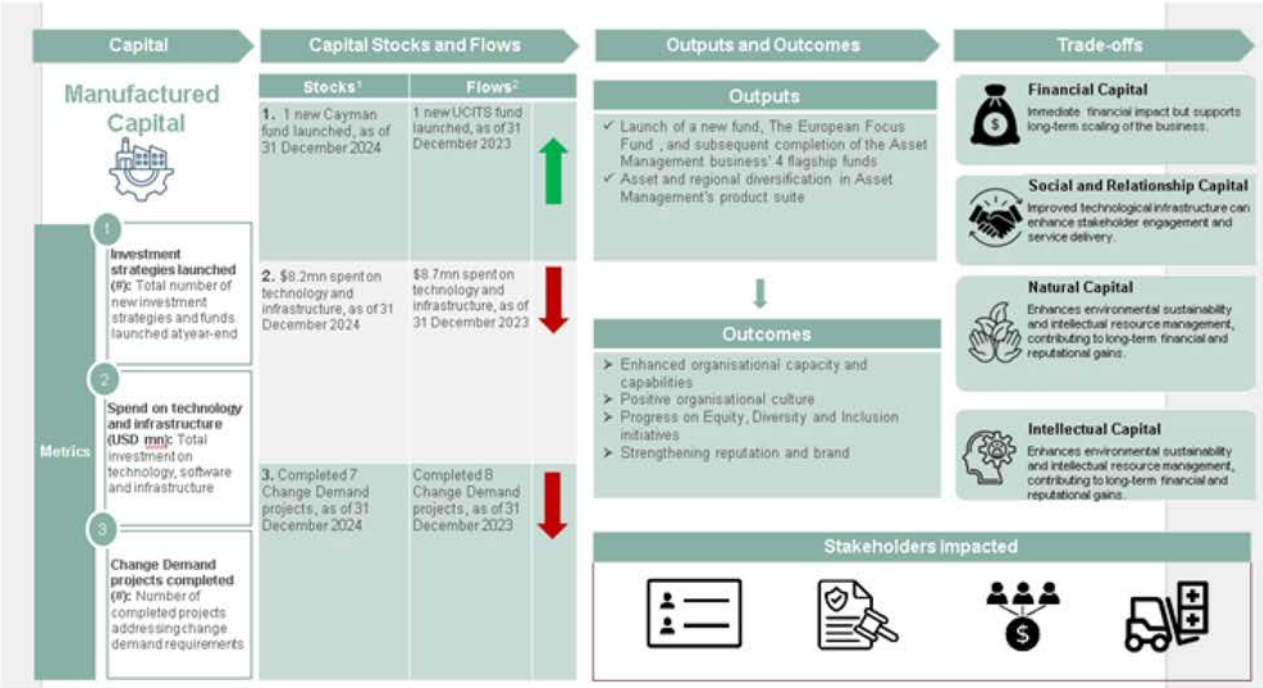 Capital
Manufactured
Capital
Metrics
1
Investment
strategies launched
(#): Total number of
new investment
strategies and funds
launched atyear-end
2
Spend on technology
and infrastructure
(USD mn): Total
investment on
technology, software
and infrastructure
3
Change Demand
projects completed
(#): Number of
completed projects
addressing change
demand requirements
Capital Stocks and Flows
Stocks¹
Flows²
1. 1 new Cayman
fund launched, as of
31 December 2024
1 new UCITS fund
launched, as of 31
December 2023
2. $8.2mn spent on
technology and
infrastructure, as of 31
December 2024
$8.7mn spent on
technology and
infrastructure, as of
31 December 2023
3. Completed 7
Change Demand
projects, as of 31
December 2024
Completed 8
Change Demand
projects, as of 31
December 2023
Outputs and Outcomes
Outputs
✓ Launch of a new fund, The European Focus
Fund , and subsequent completion of the Asset
Management business' 4 flagship funds
✓ Asset and regional diversification in Asset
Management's product suite
Outcomes
➤ Enhanced organisational capacity and
capabilities
➤ Positive organisational culture
➤ Progress on Equity, Diversity and Inclusion
initiatives
➤ Strengthening reputation and brand
Trade-offs
Financial Capital
Immediate financial impact but supports
long-term scaling of the business.
Social and Relationship Capital
Improved technological infrastructure can
enhance stakeholder engagement and
service delivery.
Natural Capital
Enhances environmental sustainability
and intellectual resource management,
contributing to long-term financial and
reputational gains.
Intellectual Capital
Enhances environmental sustainability
and intellectual resource management,
contributing to long-term financial and
reputational gains.
Stakeholders impacted